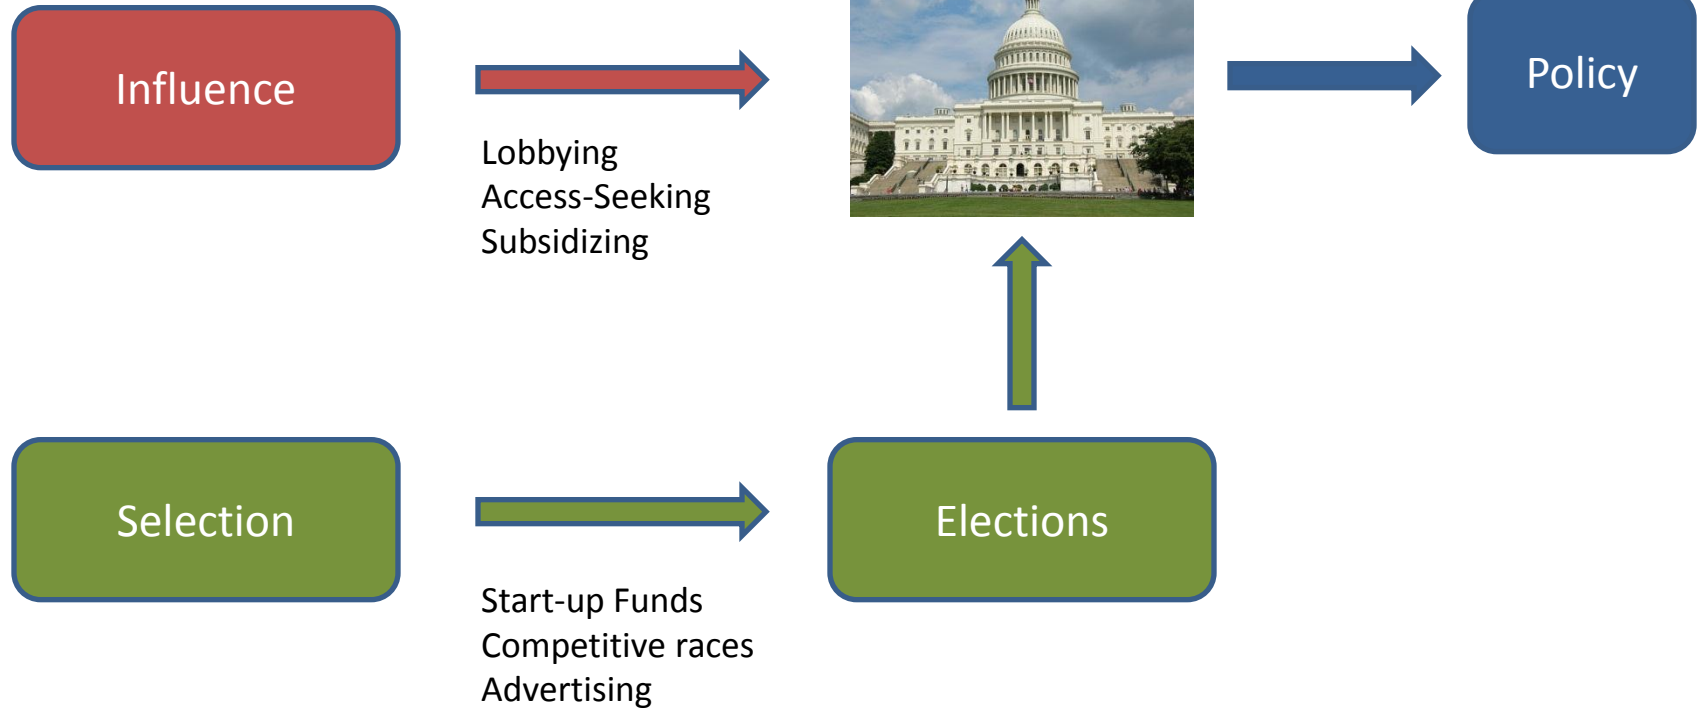 Influence
Lobbying
Access-Seeking
Subsidizing
Policy
Selection
Start-up Funds
Competitive races
Advertising
Elections